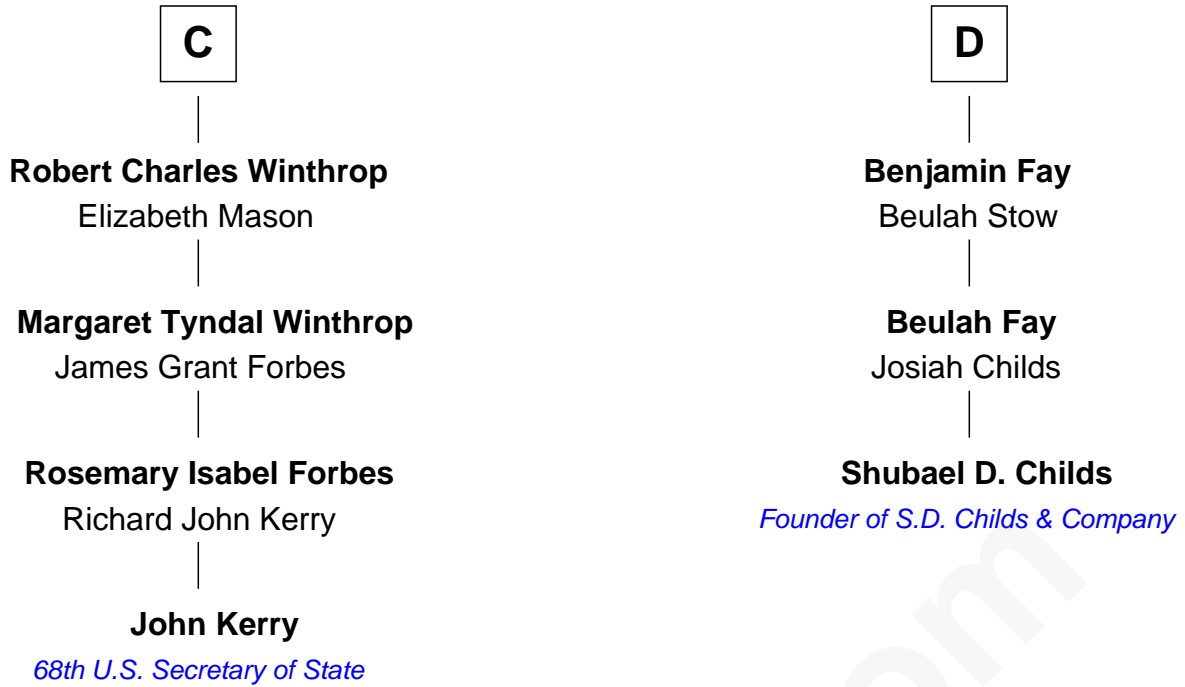 C
Robert Charles Winthrop
Elizabeth Mason
Margaret Tyndal Winthrop
James Grant Forbes
Rosemary Isabel Forbes
Richard John Kerry
John Kerry
68th U.S. Secretary of State
D
Benjamin Fay
Beulah Stow
Beulah Fay
Josiah Childs
Shubael D. Childs
Founder of S.D. Childs & Company
om